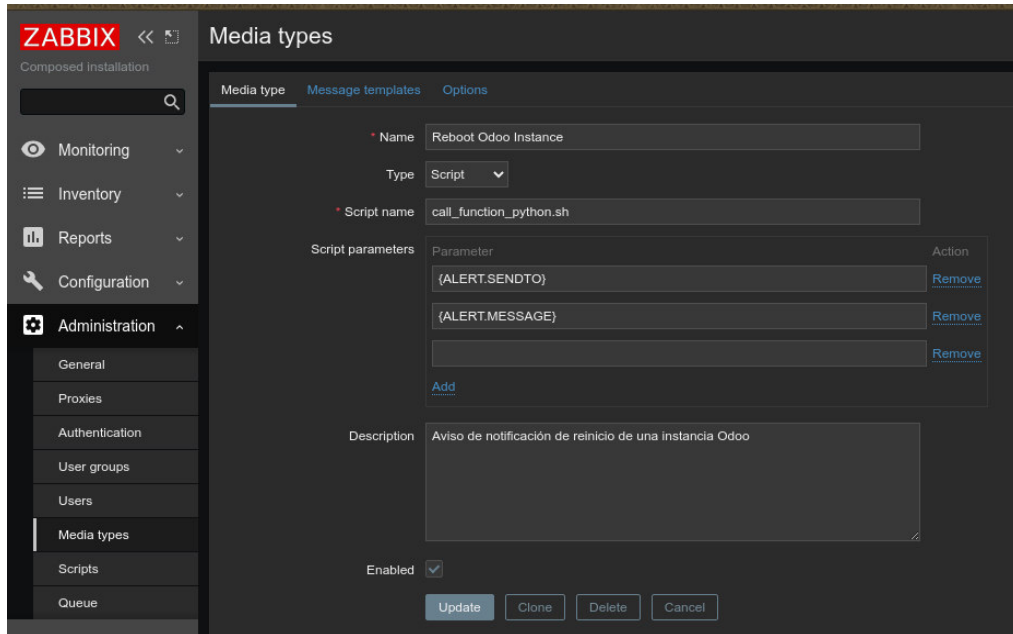 ZABBIX
Composed installation
Monitoring
Inventory
Reports
Configuration
Administration
General
Proxies
Authentication
User groups
Users
Media types
Scripts
Queue
Media types
Media type Message templates Options
* Name Reboot Odoo Instance
Type Script
* Script name call_function_python.sh
Script parameters Parameter Action
{ALERT.SENDTO} Remove
{ALERT.MESSAGE} Remove
Remove
Add
Description Aviso de notificación de reinicio de una instancia Odoo
Enabled
Update Clone Delete Cancel